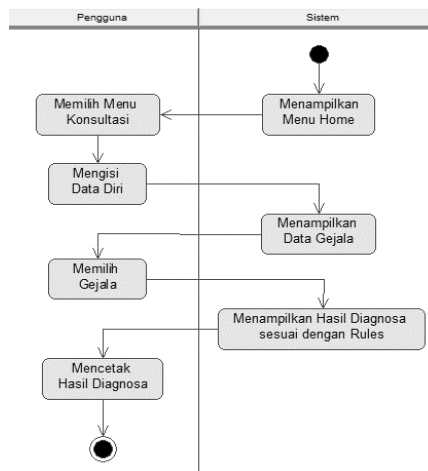 Pengguna
Sistem
Menampilkan
Menu Home
Memilih Menu
Konsultasi
Mengisi
Data Diri
Menampilkan
Data Gejala
Memilih
Gejala
Menampilkan Hasil Diagnosa
sesuai dengan Rules
Mencetak
Hasil Diagnosa